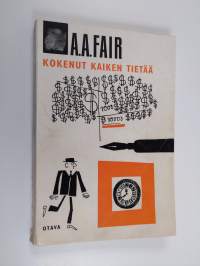 A.A. FAIR
KOKENUT KAIKEN TIETÄÄ
OTAVA